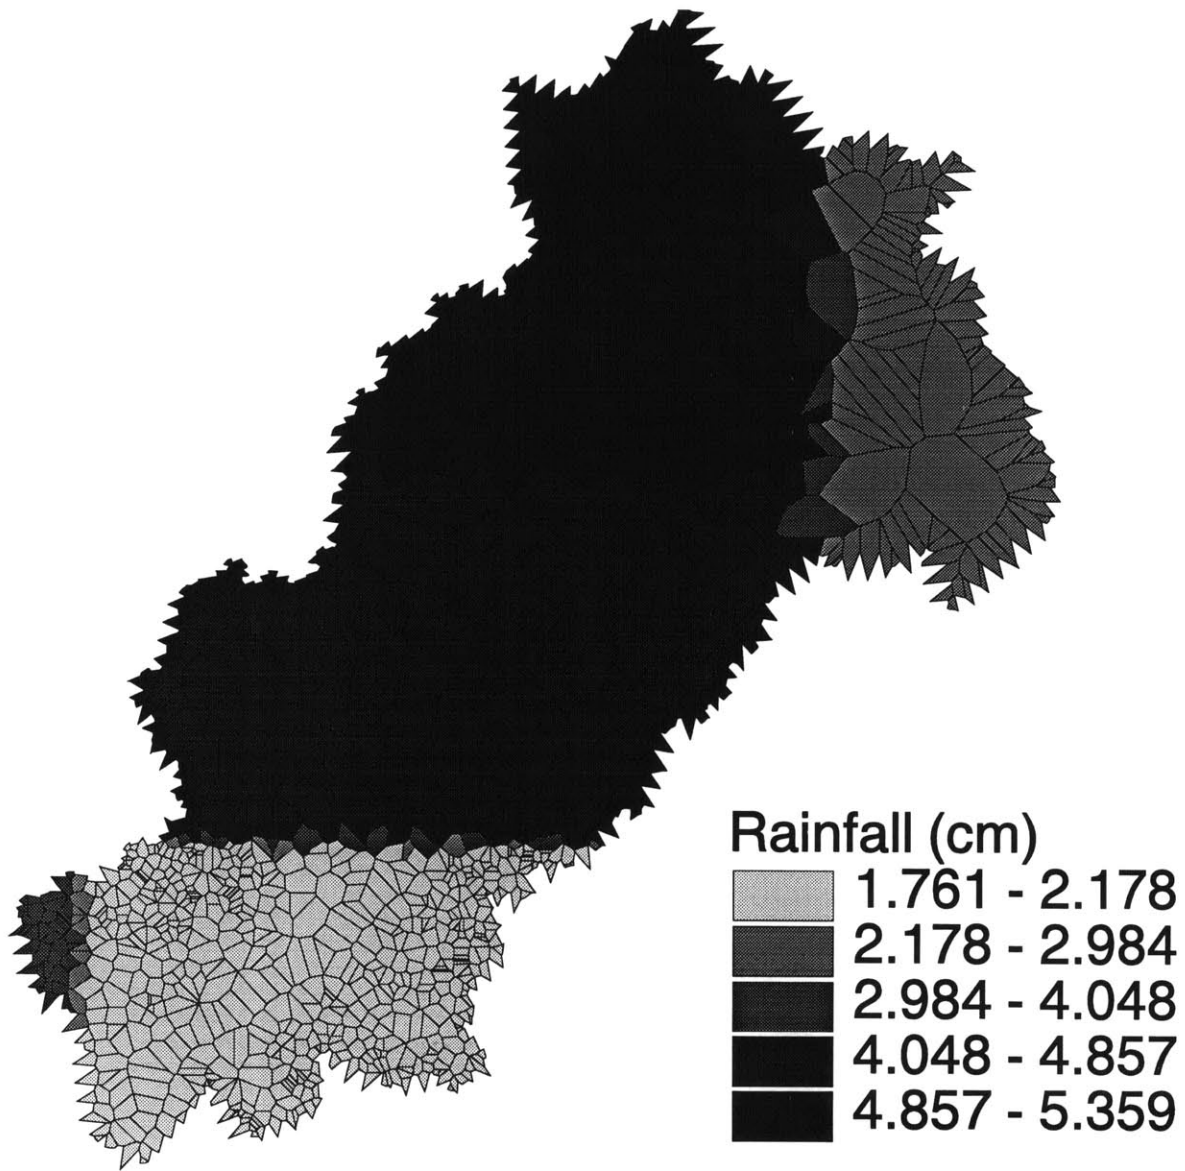 Rainfall (cm)
1.761 - 2.178
2.178 - 2.984
2.984 - 4.048
4.048 - 4.857
4.857 - 5.359